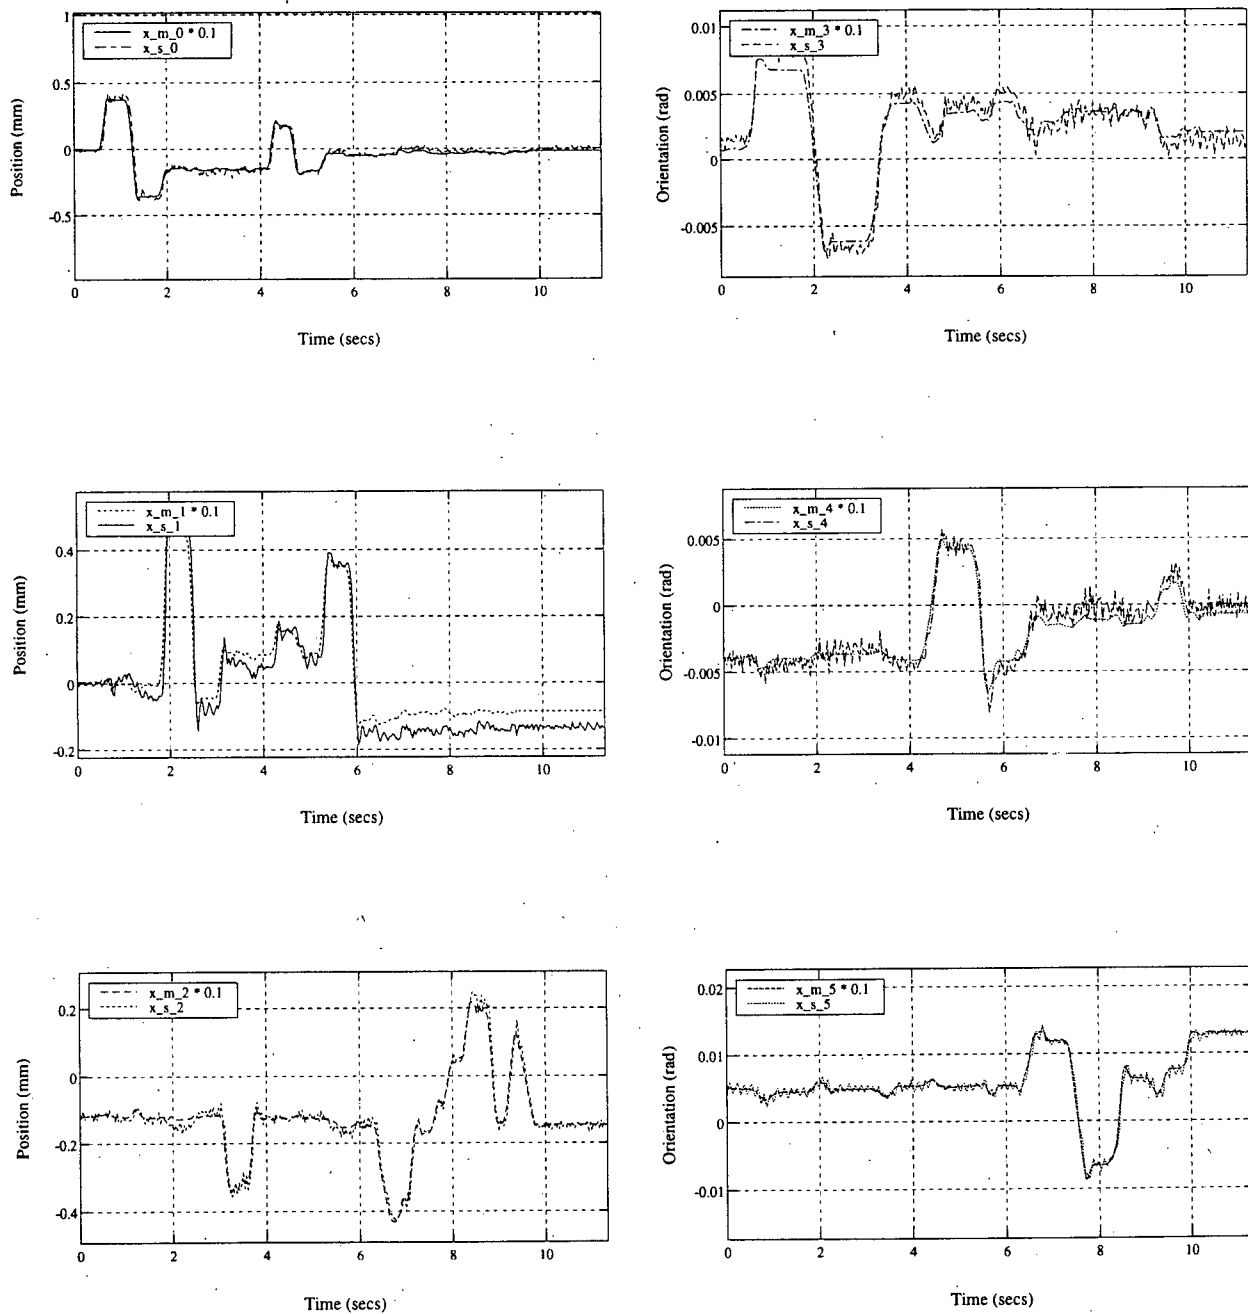 x_m_0 * 0.1
x_s_0
Position (mm)
1
0.5
0
-0.5
0 2 4 6 8 10
Time (secs)
x_m_3 * 0.1
x_s_3
Orientation (rad)
0.01
0.005
0
-0.005
0 2 4 6 8 10
Time (secs)
x_m_1 * 0.1
x_s_1
Position (mm)
0.4
0.2
0
-0.2
0 2 4 6 8 10
Time (secs)
x_m_4 * 0.1
x_s_4
Orientation (rad)
0.005
0
-0.005
-0.01
0 2 4 6 8 10
Time (secs)
x_m_2 * 0.1
x_s_2
Position (mm)
0.2
0
-0.2
-0.4
0 2 4 6 8 10
Time (secs)
x_m_5 * 0.1
x_s_5
Orientation (rad)
0.02
0.01
0
-0.01
0 2 4 6 8 10
Time (secs)